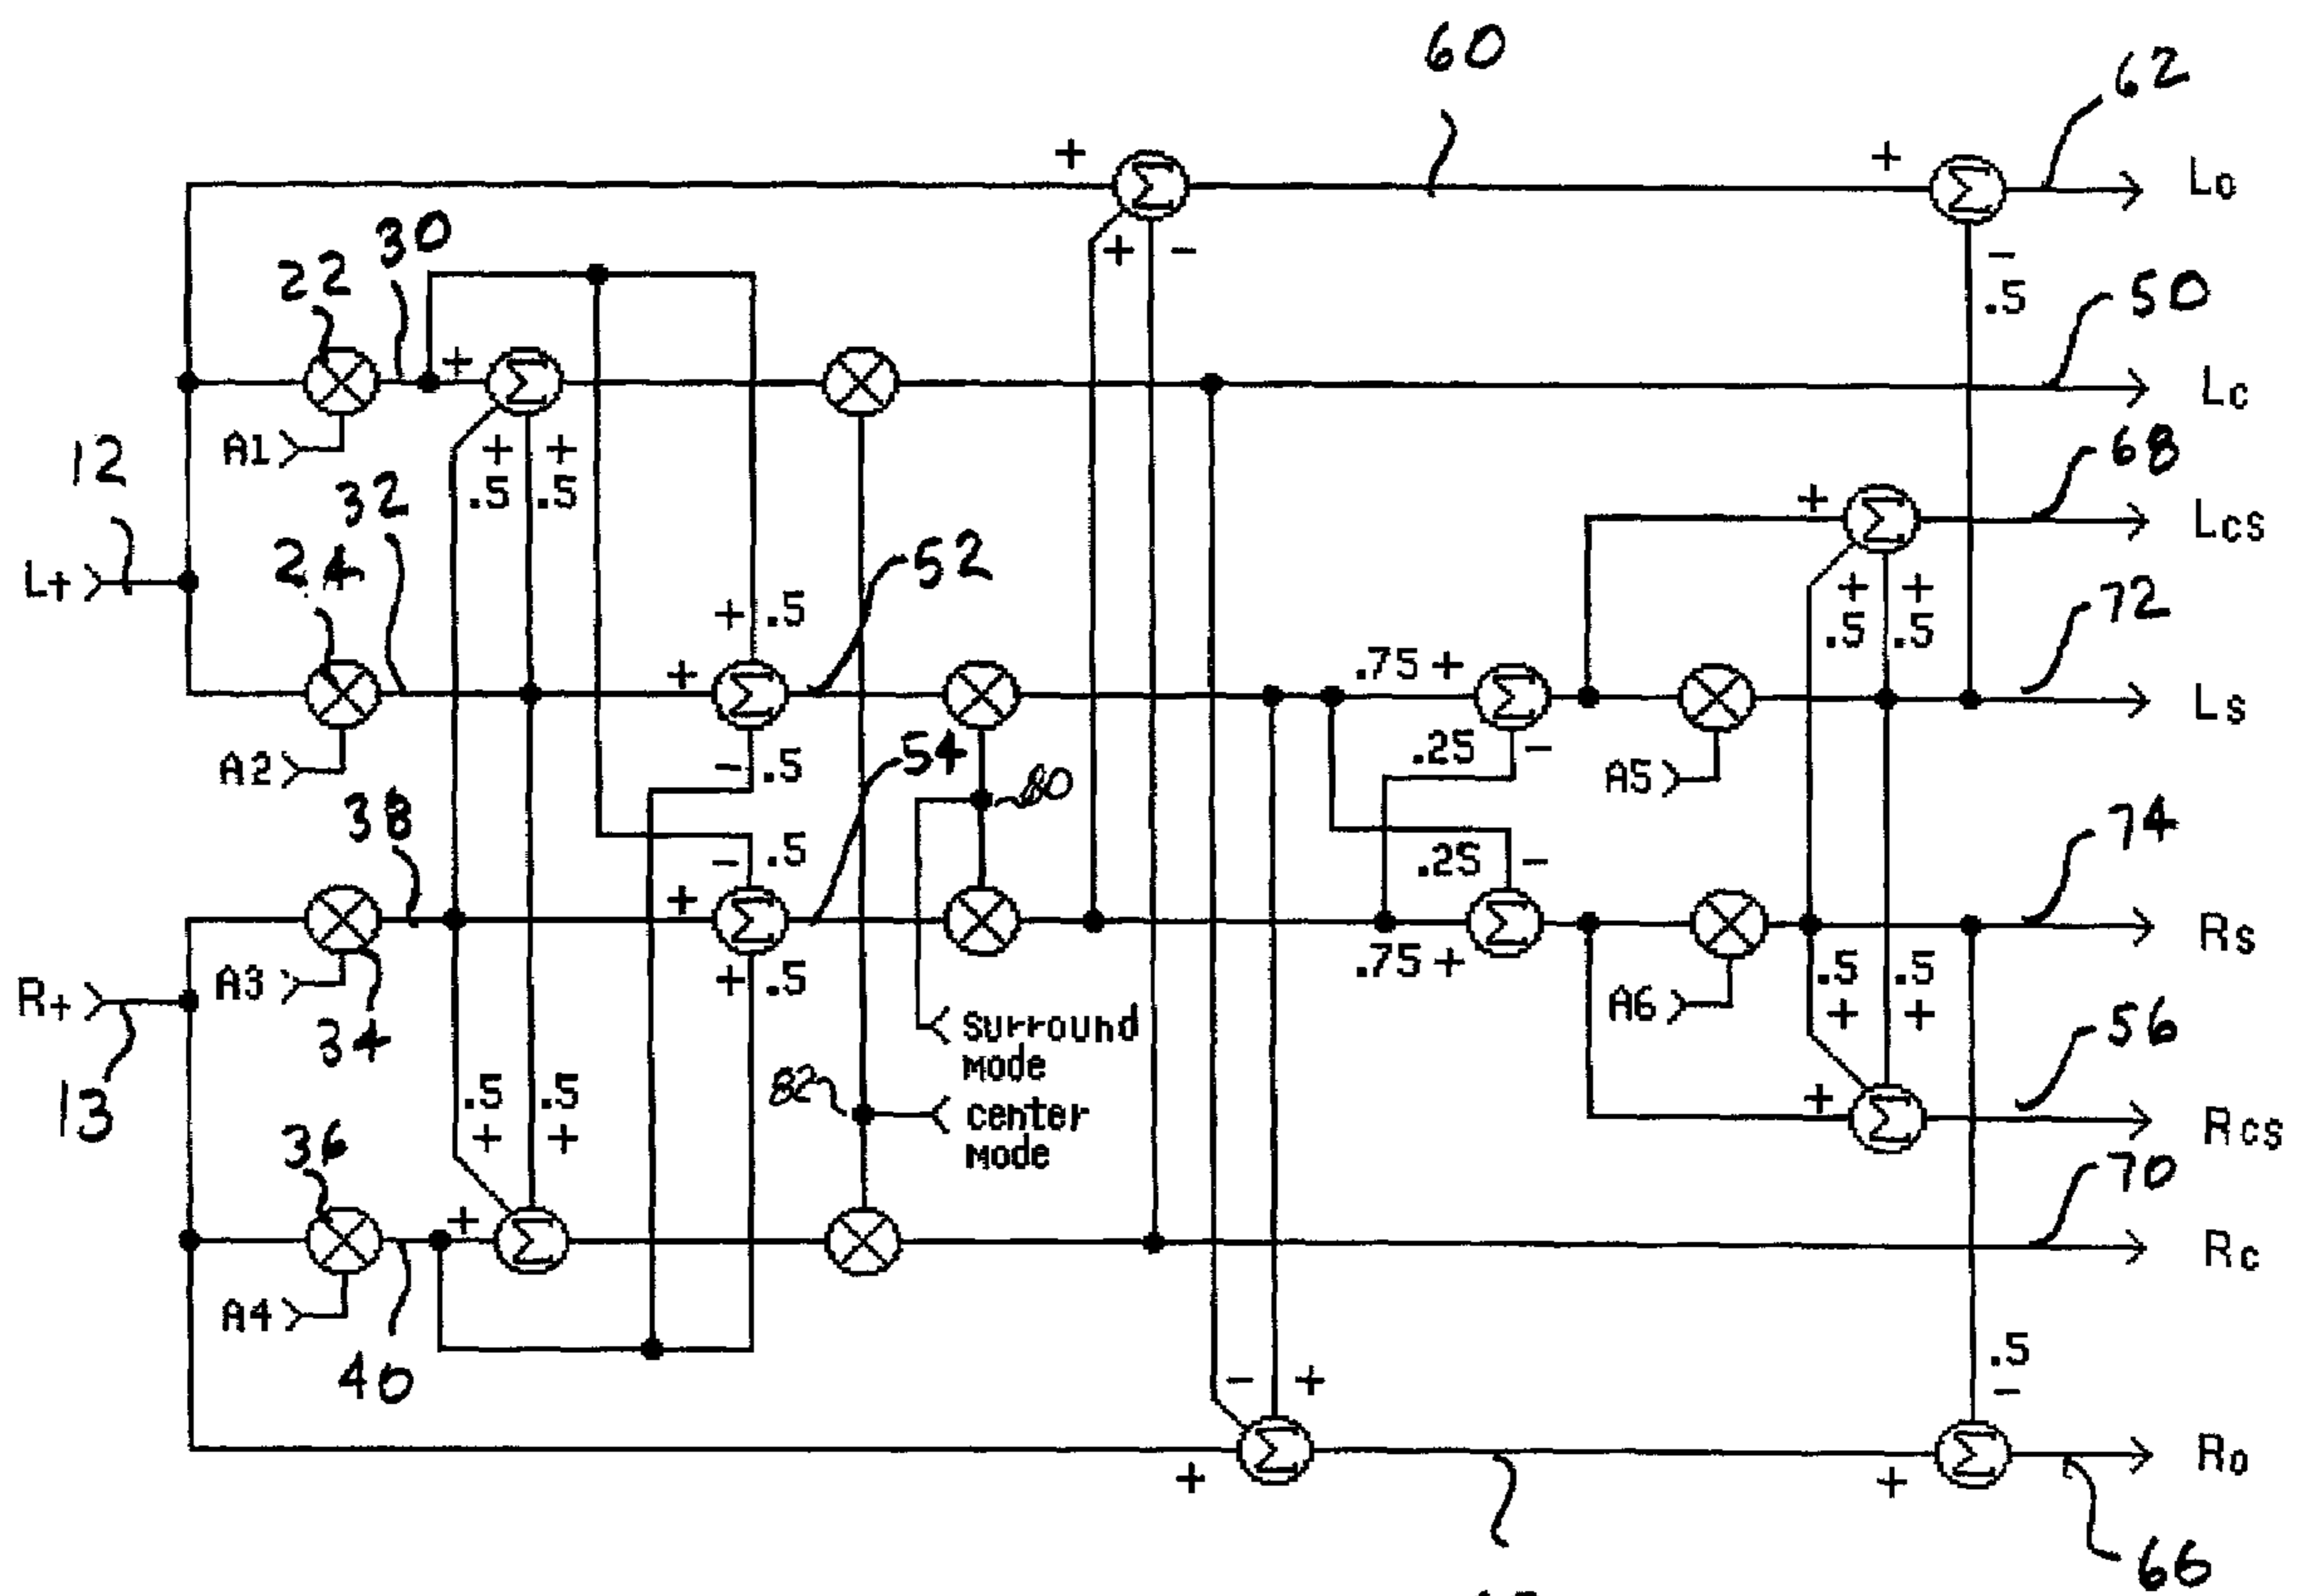 60
62
+
+
Lo
30
+ -
-
22
.5
50
+
Lc
A1
12
+ +
68
32
.5 .5
+
Lcs
24
52
L+
+ +
72
+ .5
.5 .5
+
.75 +
Ls
- .5
54
.25 -
A2
80
A5
38
74
- .5
.25 -
+
.75 +
Rs
A3
+ .5
.5 .5
R+
34
Surround
mode
A6
+ +
56
13
82
center
mode
.5 .5
+ +
+
Rcs
36
70
+
Rc
A4
40
.5
-
- +
+
+
Ro
66